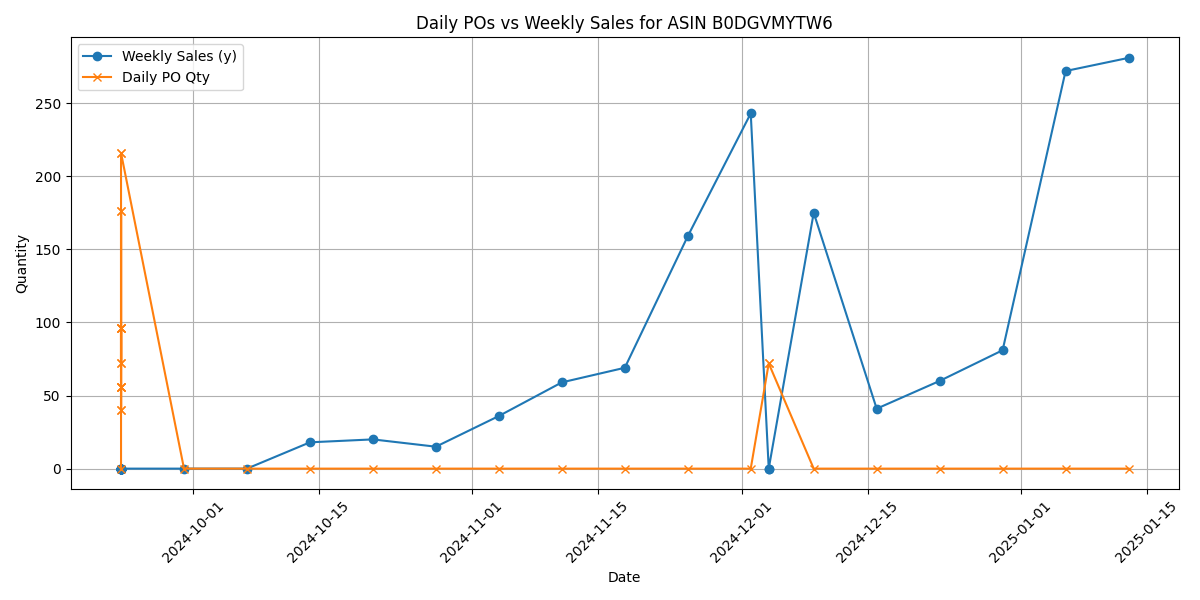 Daily POs vs Weekly Sales for ASIN B0DGVMYTW6
Weekly Sales (y)
Daily PO Qty
Quantity
250
200
150
100
50
0
2024-10-01
2024-10-15
2024-11-01
2024-11-15
2024-12-01
2024-12-15
2025-01-01
2025-01-15
Date